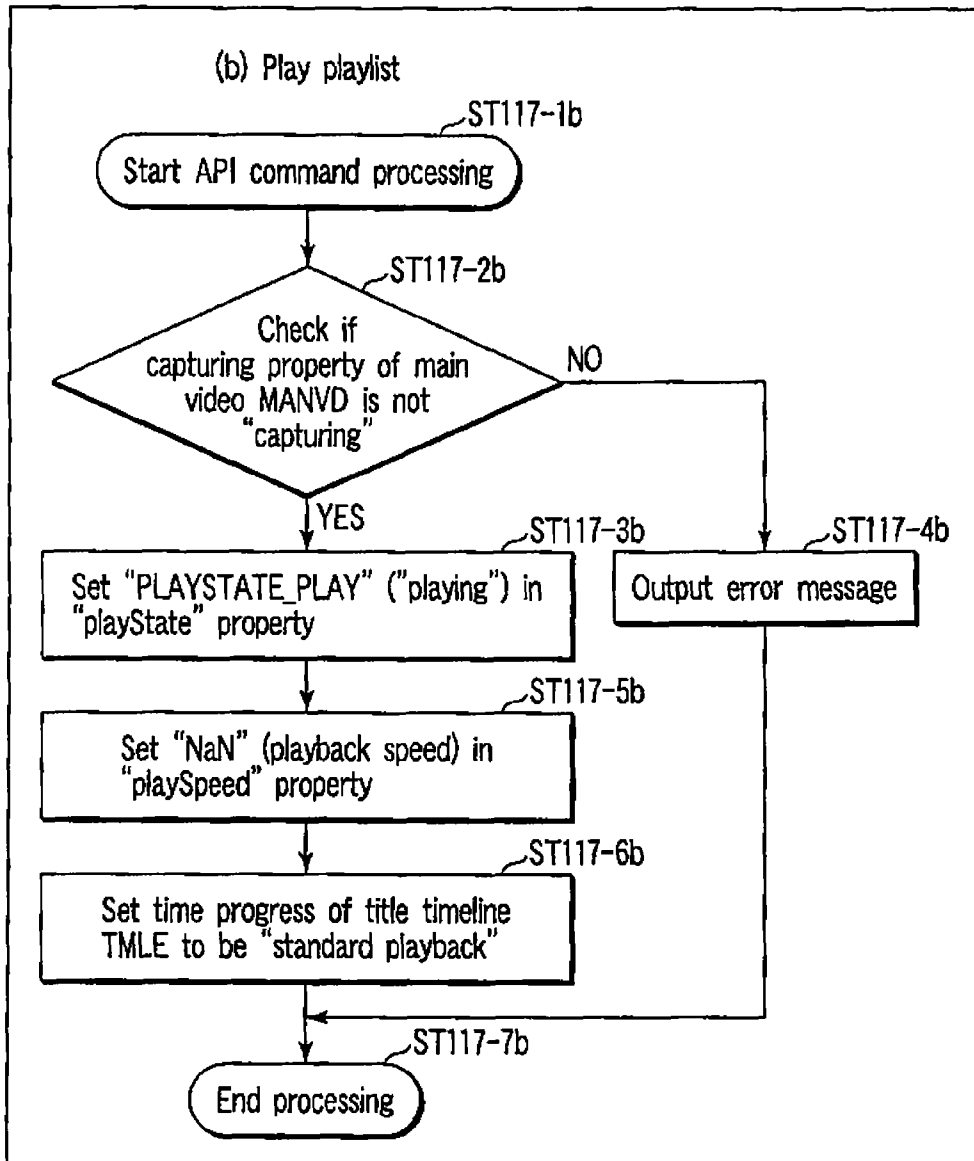 (b) Play playlist
ST117-1b
Start API command processing
ST117-2b
Check if
capturing property of main
video MANVD is not
“capturing”
NO
YES
ST117-3b
Set “PLAYSTATE_PLAY” ("playing”) in
“playState” property
ST117-4b
Output error message
ST117-5b
Set “NaN” (playback speed) in
“playSpeed” property
ST117-6b
Set time progress of title timeline
TMLE to be “standard playback”
ST117-7b
End processing